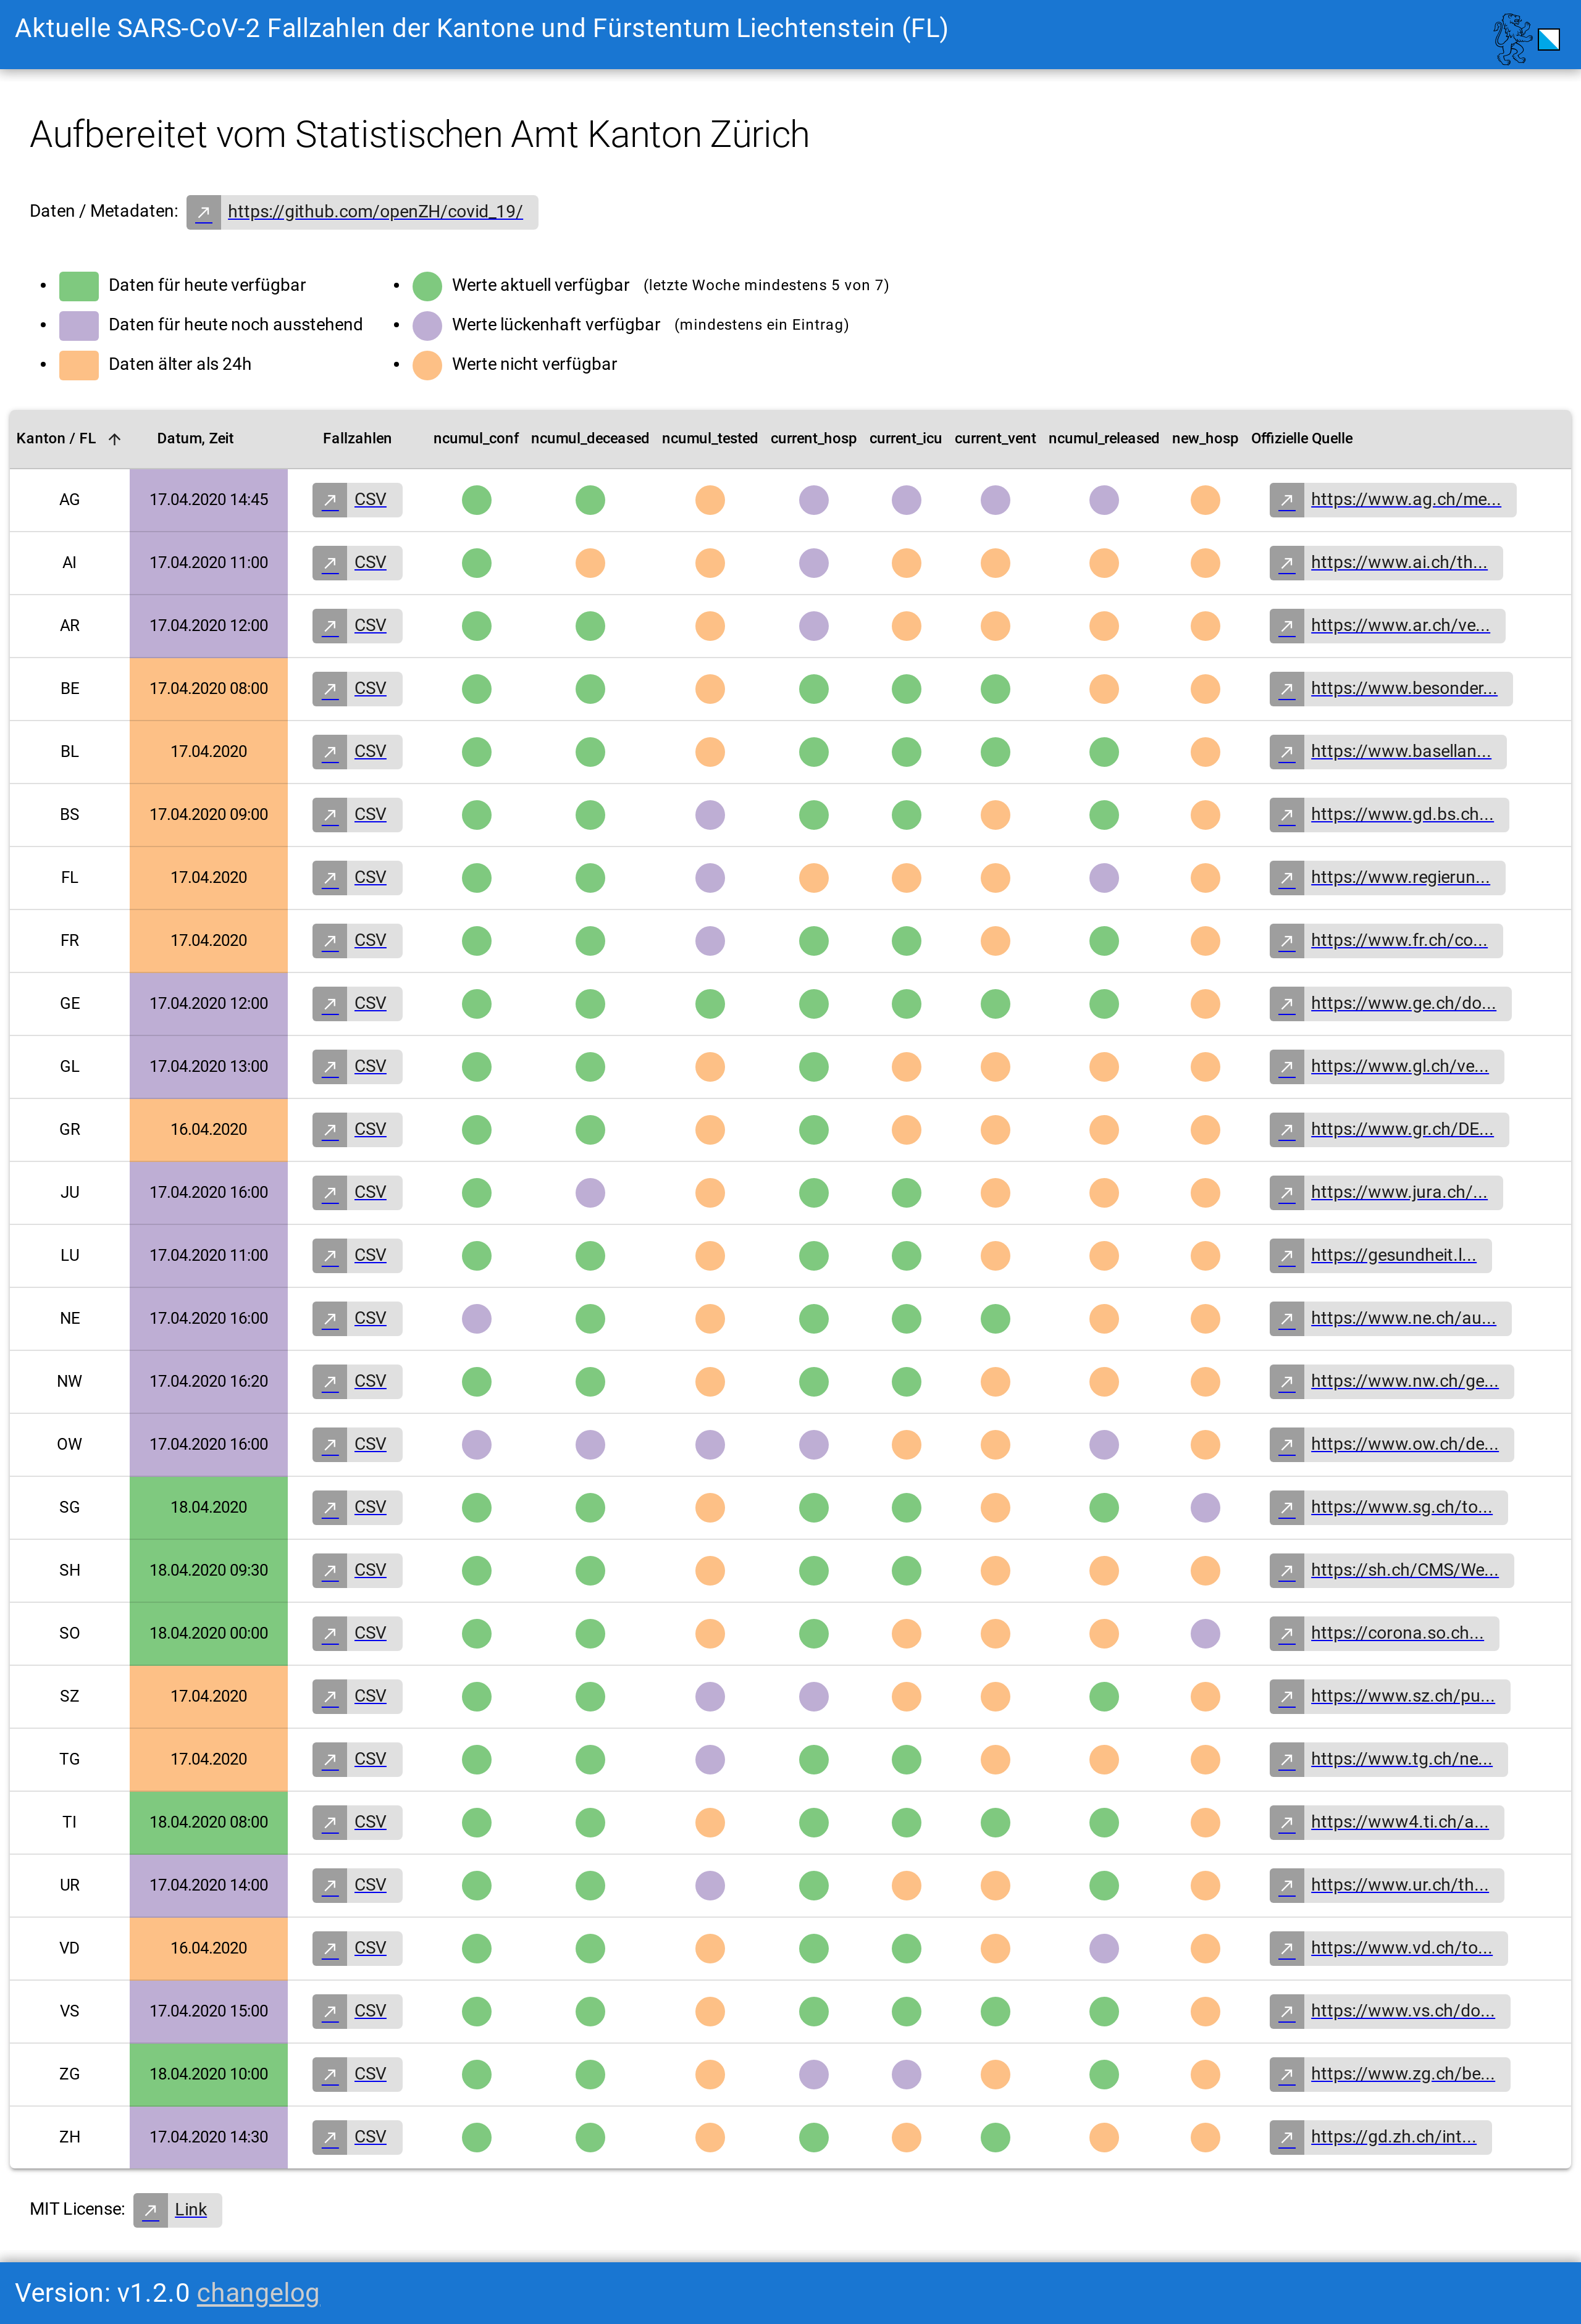 Aktuelle SARS-CoV-2 Fallzahlen der Kantone und Fürstentum Liechtenstein (FL)
Aufbereitet vom Statistischen Amt Kanton Zürich
Daten / Metadaten: https://github.com/openZH/covid_19/
Daten für heute verfügbar Werte aktuell verfügbar (letzte Woche mindestens 5 von 7)
Daten für heute noch ausstehend Werte lückenhaft verfügbar (mindestens ein Eintrag)
Daten älter als 24h Werte nicht verfügbar
Kanton / FL Datum, Zeit Fallzahlen ncumul_conf ncumul_deceased ncumul_tested current_hosp current_icu current_vent ncumul_released new_hosp Offizielle Quelle
AG 17.04.2020 14:45 CSV https://www.ag.ch/me...
AI 17.04.2020 11:00 CSV https://www.ai.ch/th...
AR 17.04.2020 12:00 CSV https://www.ar.ch/ve...
BE 17.04.2020 08:00 CSV https://www.besonder...
BL 17.04.2020 CSV https://www.basellan...
BS 17.04.2020 09:00 CSV https://www.gd.bs.ch...
FL 17.04.2020 CSV https://www.regierun...
FR 17.04.2020 CSV https://www.fr.ch/co...
GE 17.04.2020 12:00 CSV https://www.ge.ch/do...
GL 17.04.2020 13:00 CSV https://www.gl.ch/ve...
GR 16.04.2020 CSV https://www.gr.ch/DE...
JU 17.04.2020 16:00 CSV https://www.jura.ch/...
LU 17.04.2020 11:00 CSV https://gesundheit.l...
NE 17.04.2020 16:00 CSV https://www.ne.ch/au...
NW 17.04.2020 16:20 CSV https://www.nw.ch/ge...
OW 17.04.2020 16:00 CSV https://www.ow.ch/de...
SG 18.04.2020 CSV https://www.sg.ch/to...
SH 18.04.2020 09:30 CSV https://sh.ch/CMS/We...
SO 18.04.2020 00:00 CSV https://corona.so.ch...
SZ 17.04.2020 CSV https://www.sz.ch/pu...
TG 17.04.2020 CSV https://www.tg.ch/ne...
TI 18.04.2020 08:00 CSV https://www4.ti.ch/a...
UR 17.04.2020 14:00 CSV https://www.ur.ch/th...
VD 16.04.2020 CSV https://www.vd.ch/to...
VS 17.04.2020 15:00 CSV https://www.vs.ch/do...
ZG 18.04.2020 10:00 CSV https://www.zg.ch/be...
ZH 17.04.2020 14:30 CSV https://gd.zh.ch/int...
MIT License: Link
Version: v1.2.0 changelog